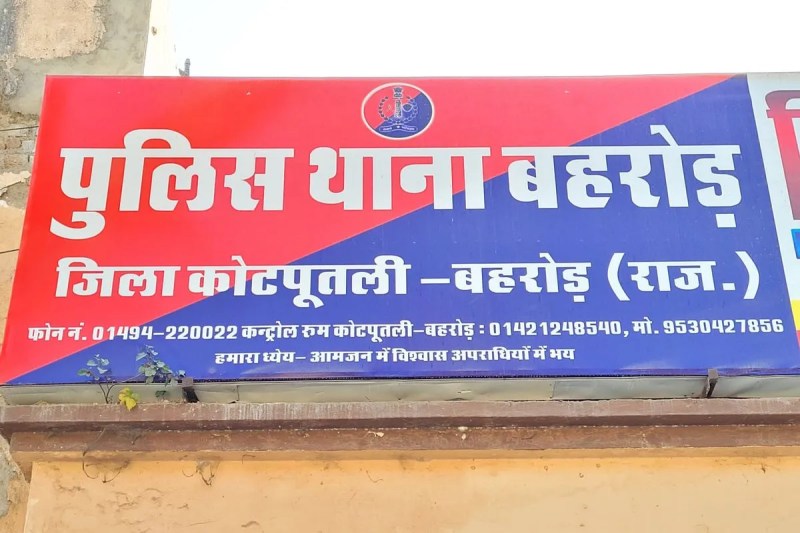 पुलिस थाना बहरोड़
जिला कोटपूतली -बहरोड़ (राज.)
फोन नं. 01494-220022 कन्ट्रोल रुम कोटपूतली-बहरोड़ : 01421248540, मो. 9530427856
हमारा ध्येय- आमजन में विश्वास अपराधियों में भय